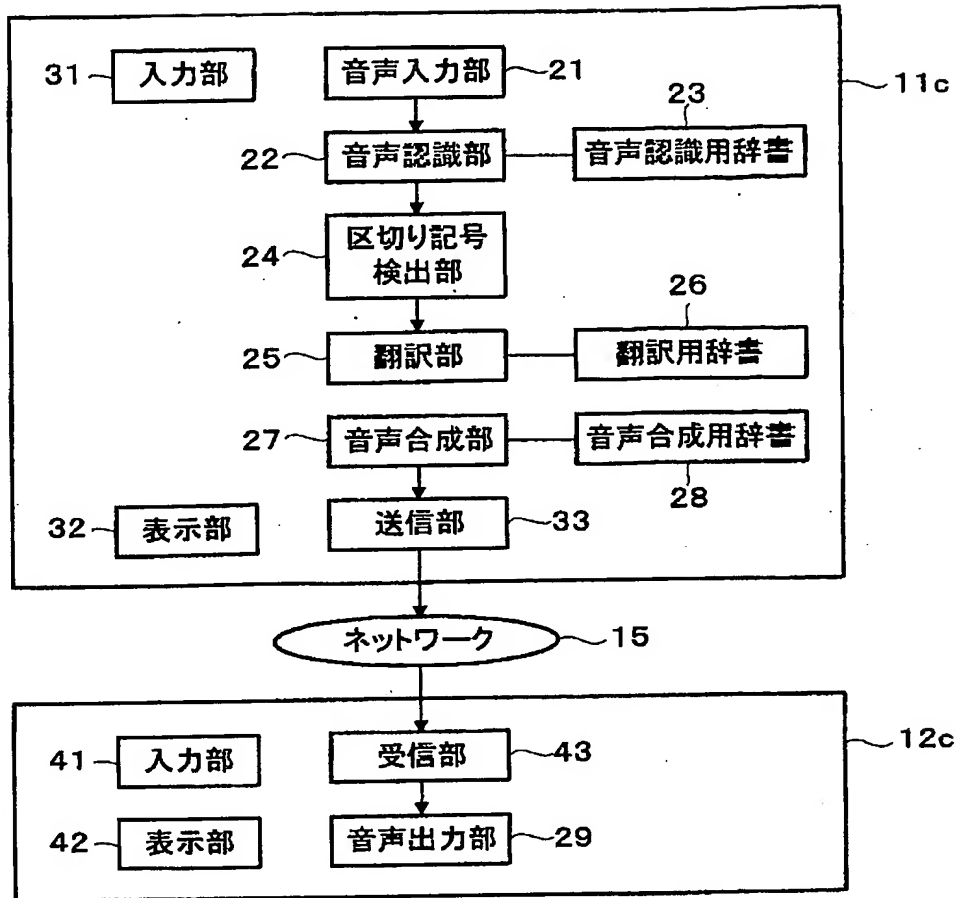 31 入力部 音声入力部 21 11c
23
22 音声認識部 音声認識用辞書
24 区切り記号
検出部
26
25 翻訳部 翻訳用辞書
27 音声合成部 音声合成用辞書
28
32 表示部 送信部 33
ネットワーク 15
12c
41 入力部 受信部 43
42 表示部 音声出力部 29